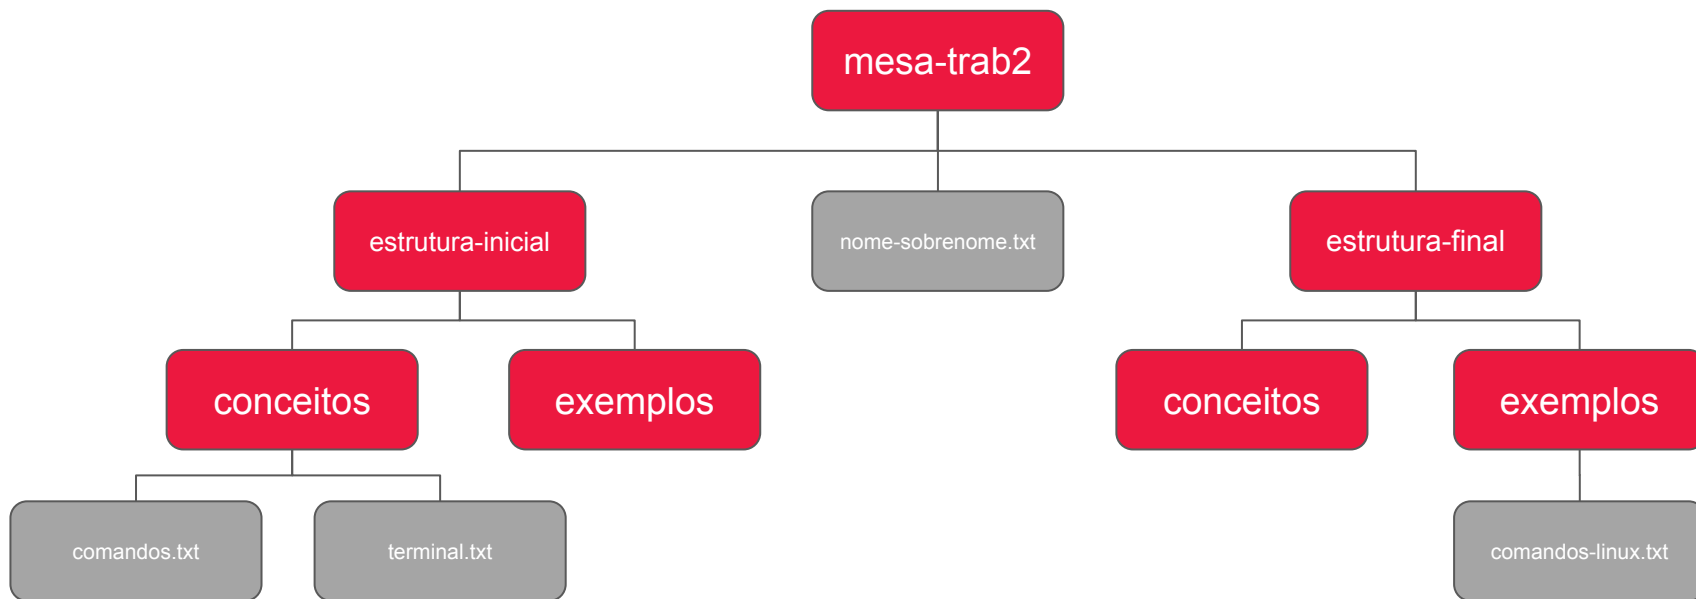 mesa-trab2
estrutura-inicial
nome-sobrenome.txt
estrutura-final
conceitos
exemplos
conceitos
exemplos
comandos.txt
terminal.txt
comandos-linux.txt